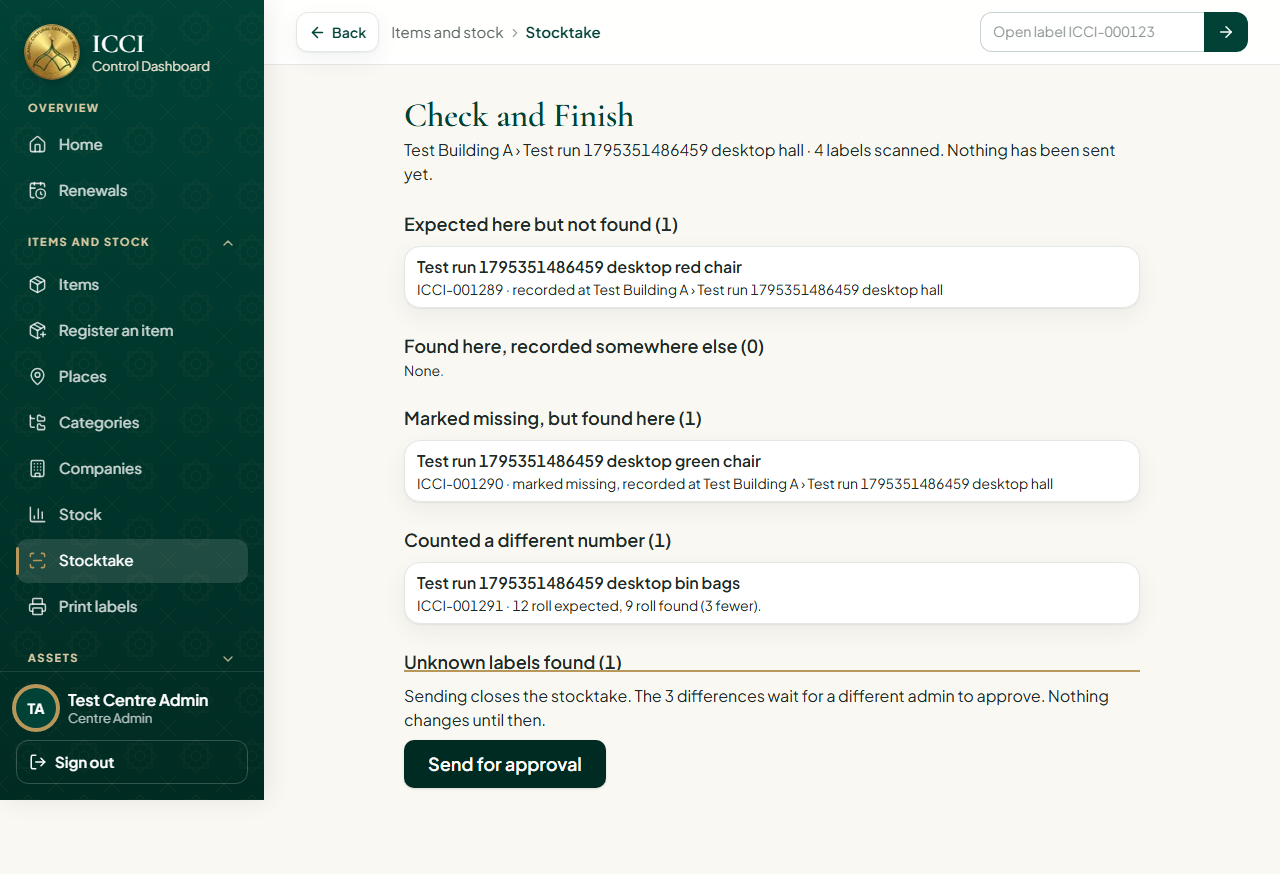 ICCI
Control Dashboard
OVERVIEW
Home
Renewals
ITEMS AND STOCK
Items
Register an item
Places
Categories
Companies
Stock
Stocktake
Print labels
ASSETS
TA
Test Centre Admin
Centre Admin
Sign out
Back
Items and stock › Stocktake
Open label ICCI-000123
Check and Finish
Test Building A › Test run 1795351486459 desktop hall · 4 labels scanned. Nothing has been sent
yet.
Expected here but not found (1)
Test run 1795351486459 desktop red chair
ICCI-001289 · recorded at Test Building A › Test run 1795351486459 desktop hall
Found here, recorded somewhere else (0)
None.
Marked missing, but found here (1)
Test run 1795351486459 desktop green chair
ICCI-001290 · marked missing, recorded at Test Building A › Test run 1795351486459 desktop hall
Counted a different number (1)
Test run 1795351486459 desktop bin bags
ICCI-001291 · 12 roll expected, 9 roll found (3 fewer).
Unknown labels found (1)
Sending closes the stocktake. The 3 differences wait for a different admin to approve. Nothing
changes until then.
Send for approval